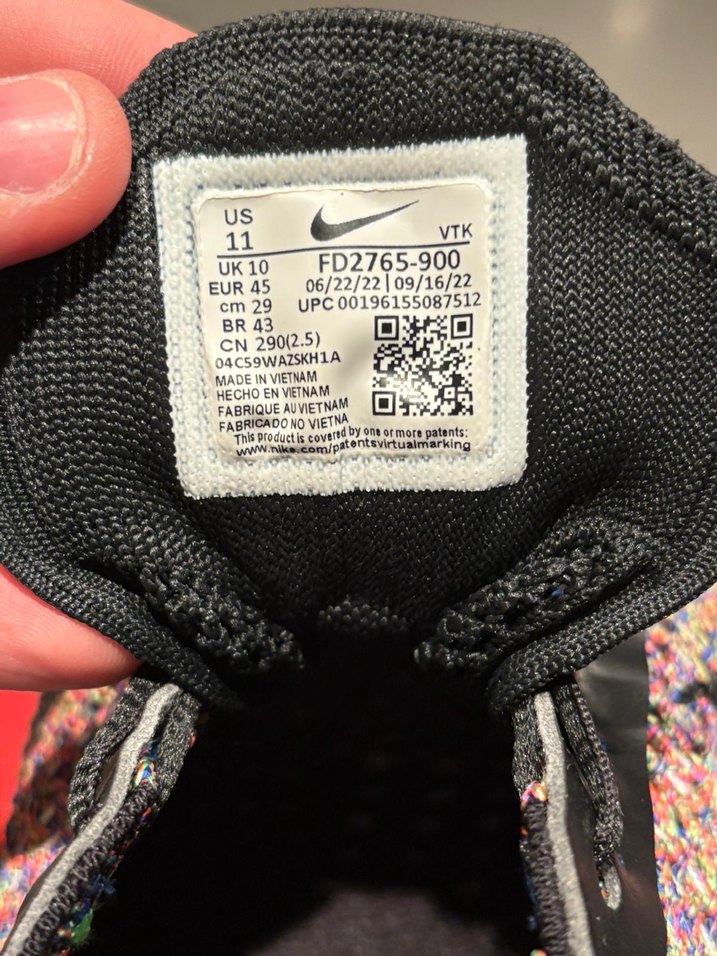 US
11
VTK
UK 10
FD2765-900
EUR 45
06/22/22 | 09/16/22
cm 29
UPC 00196155087512
BR 43
CN 290(2.5)
04C59WAZSKH1A
MADE IN VIETNAM
HECHO EN VIETNAM
FABRIQUE AU VIETNAM
FABRICADO NO VIETNA
This product is covered by one or more patents:
www.nike.com/patentsvirtualmarking